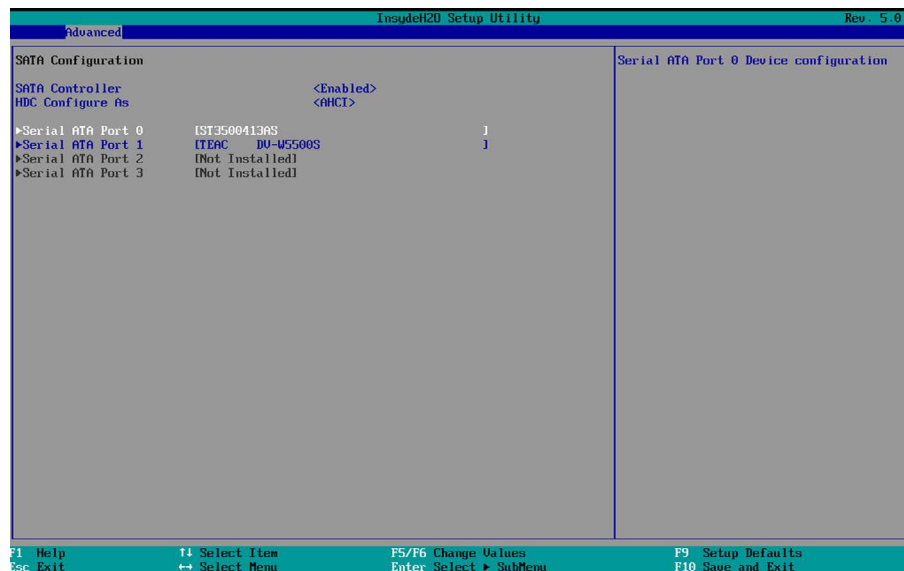 InsydeH2O Setup Utility Rev. 5.0
Advanced
SATA Configuration
Serial ATA Port 0 Device configuration
SATA Controller <Enabled>
HDC Configure As <AHCI>
▶Serial ATA Port 0 [ST3500413AS ]
▶Serial ATA Port 1 [TEAC DV-W5500S ]
▶Serial ATA Port 2 [Not Installed]
▶Serial ATA Port 3 [Not Installed]
F1 Help ↑↓ Select Item F5/F6 Change Values F9 Setup Defaults
Esc Exit ↔ Select Menu Enter Select ▶ SubMenu F10 Save and Exit